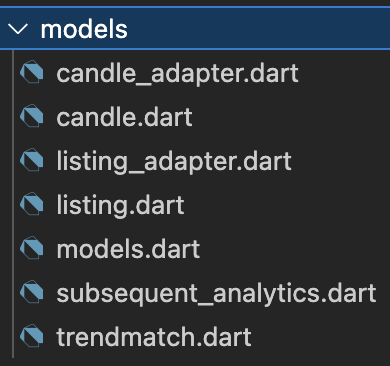 models
candle_adapter.dart
candle.dart
listing_adapter.dart
listing.dart
models.dart
subsequent_analytics.dart
trendmatch.dart